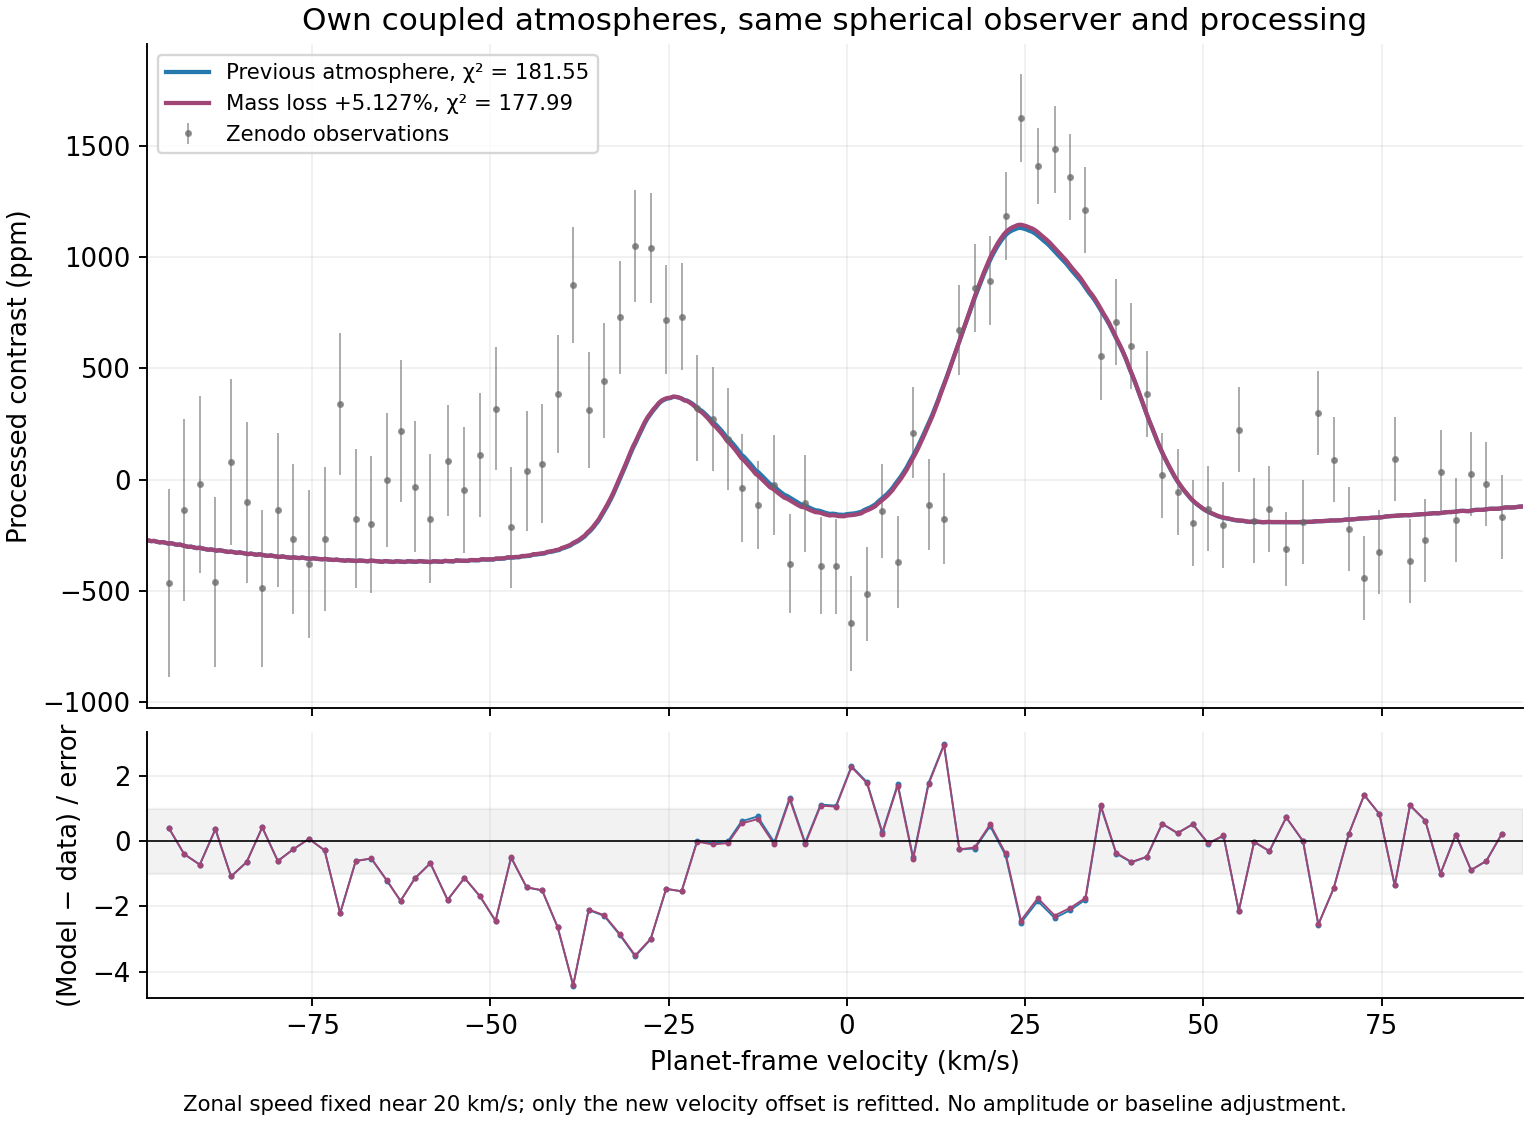 Own coupled atmospheres, same spherical observer and processing
Previous atmosphere, χ² = 181.55
Mass loss +5.127%, χ² = 177.99
Zenodo observations
Processed contrast (ppm)
1500
1000
500
0
−500
−1000
(Model − data) / error
2
0
−2
−4
−75
−50
−25
0
25
50
75
Planet-frame velocity (km/s)
Zonal speed fixed near 20 km/s; only the new velocity offset is refitted. No amplitude or baseline adjustment.